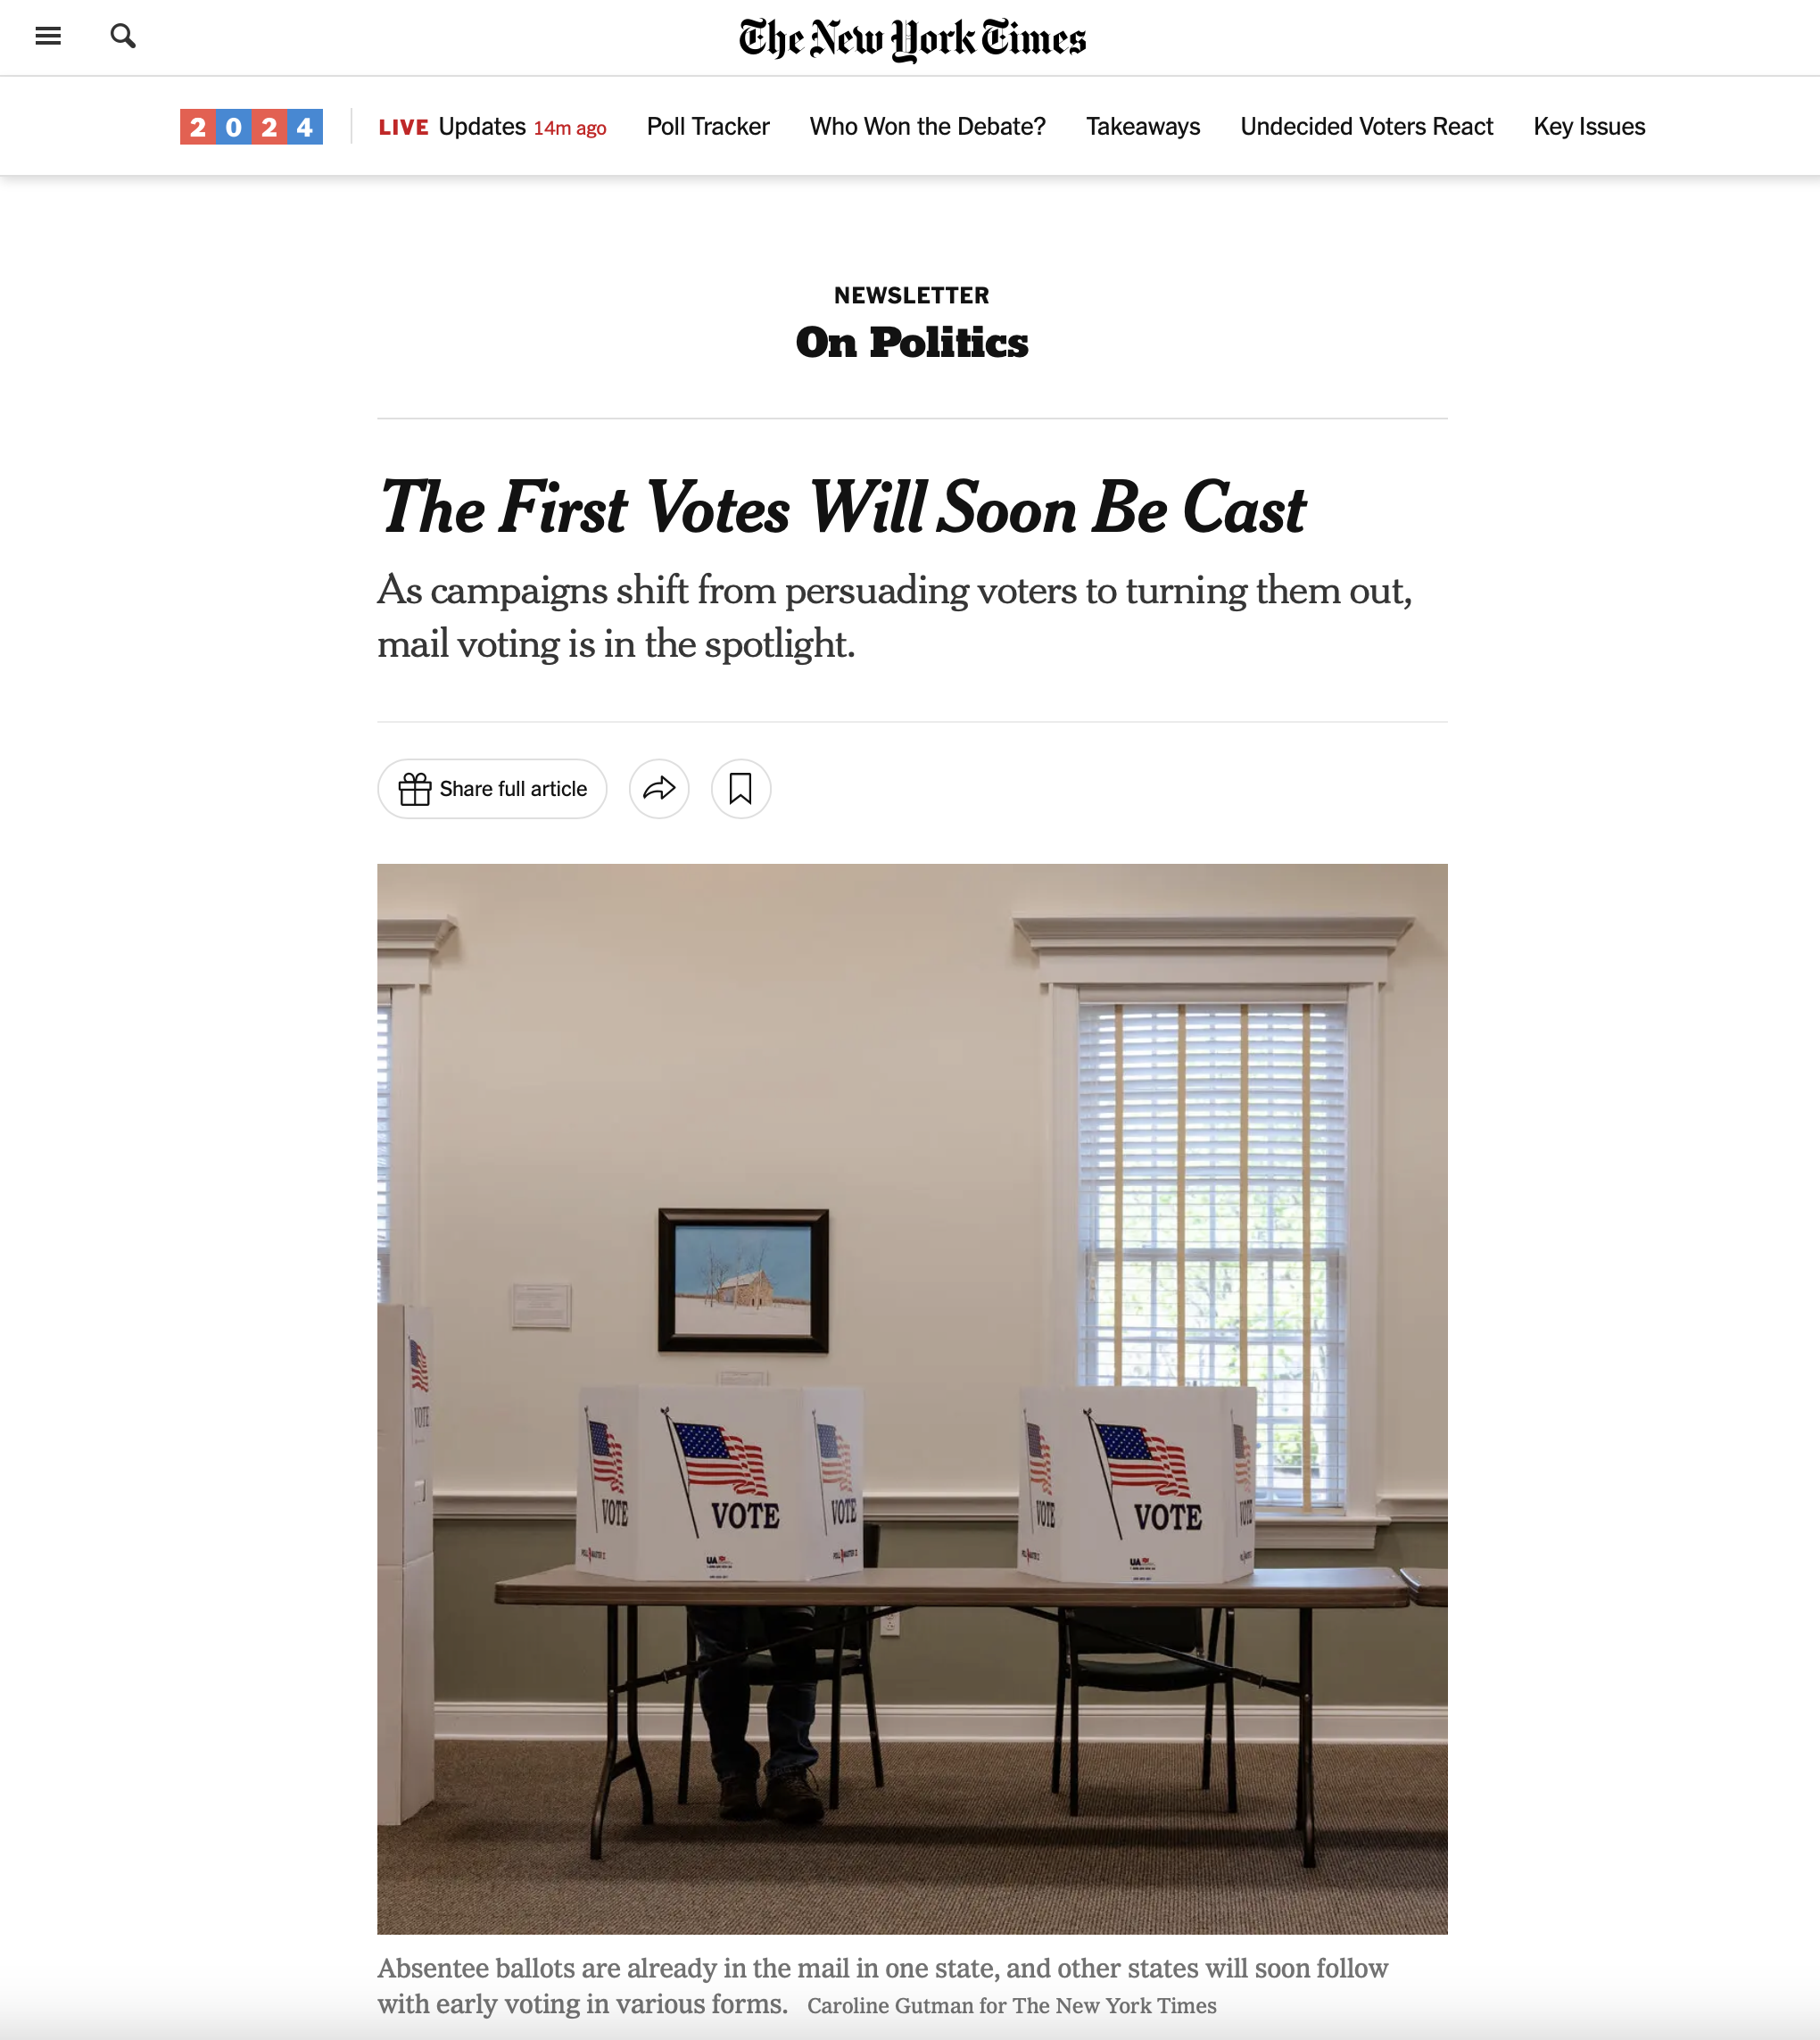 The New York Times
2024
LIVE Updates 14m ago Poll Tracker Who Won the Debate? Takeaways Undecided Voters React Key Issues
NEWSLETTER
On Politics
The First Votes Will Soon Be Cast
As campaigns shift from persuading voters to turning them out,
mail voting is in the spotlight.
Share full article
VOTE
VOTE VOTE VOTE
VOTE VOTE VOTE
UA
UA
Absentee ballots are already in the mail in one state, and other states will soon follow
with early voting in various forms. Caroline Gutman for The New York Times